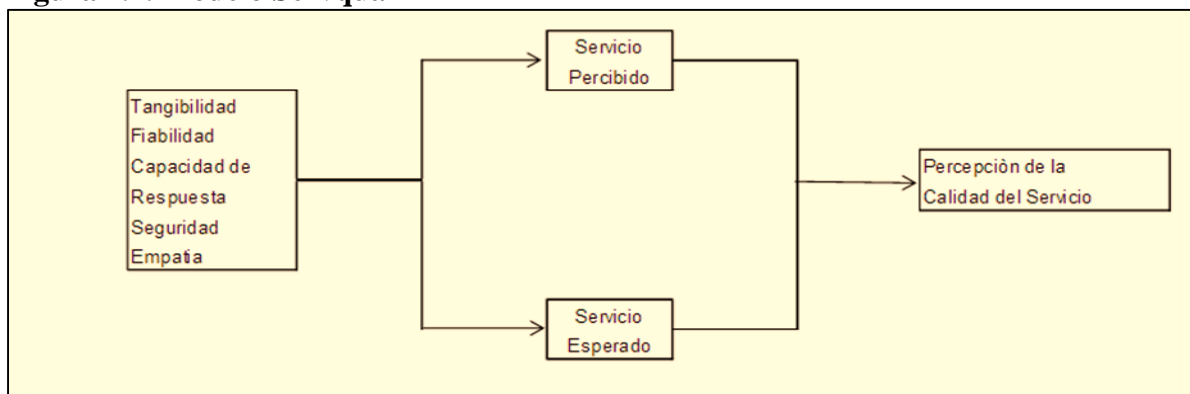 Servicio
Percibido
Tangibilidad
Fiabilidad
Capacidad de
Respuesta
Seguridad
Empatia
Percepciòn de la
Calidad del Servicio
Servicio
Esperado